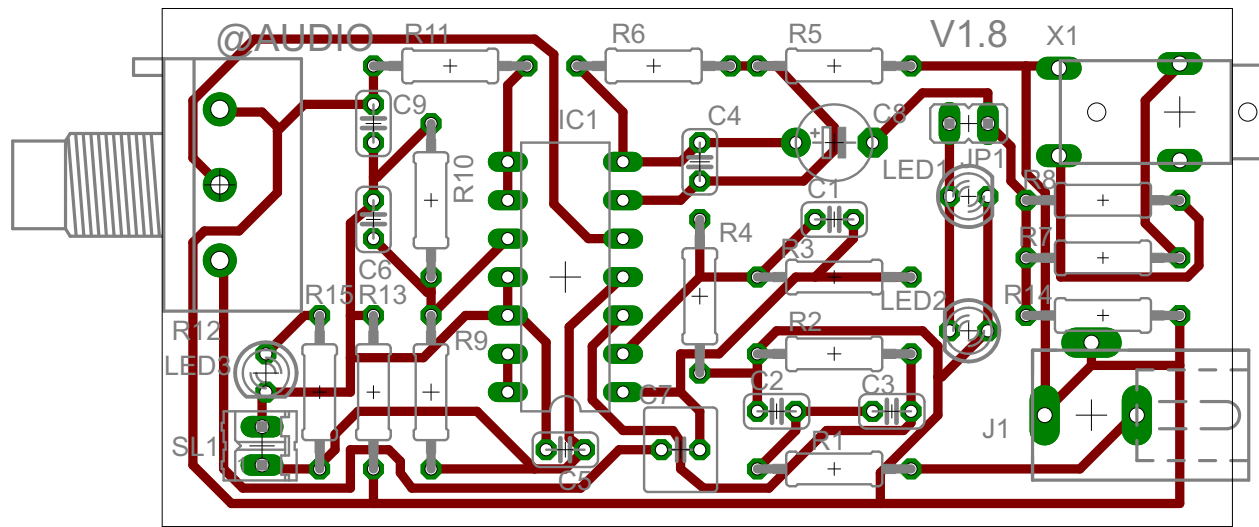 @AUDIO
R11
R6
R5
V1.8
X1
C9
IC1
C4
+
C8
LED1
JP1
R10
C1
R8
R4
C6
R3
R7
R15
R13
LED2
R14
R12
R9
R2
LED3
C7
C2
C3
SL1
1
R1
J1
C5